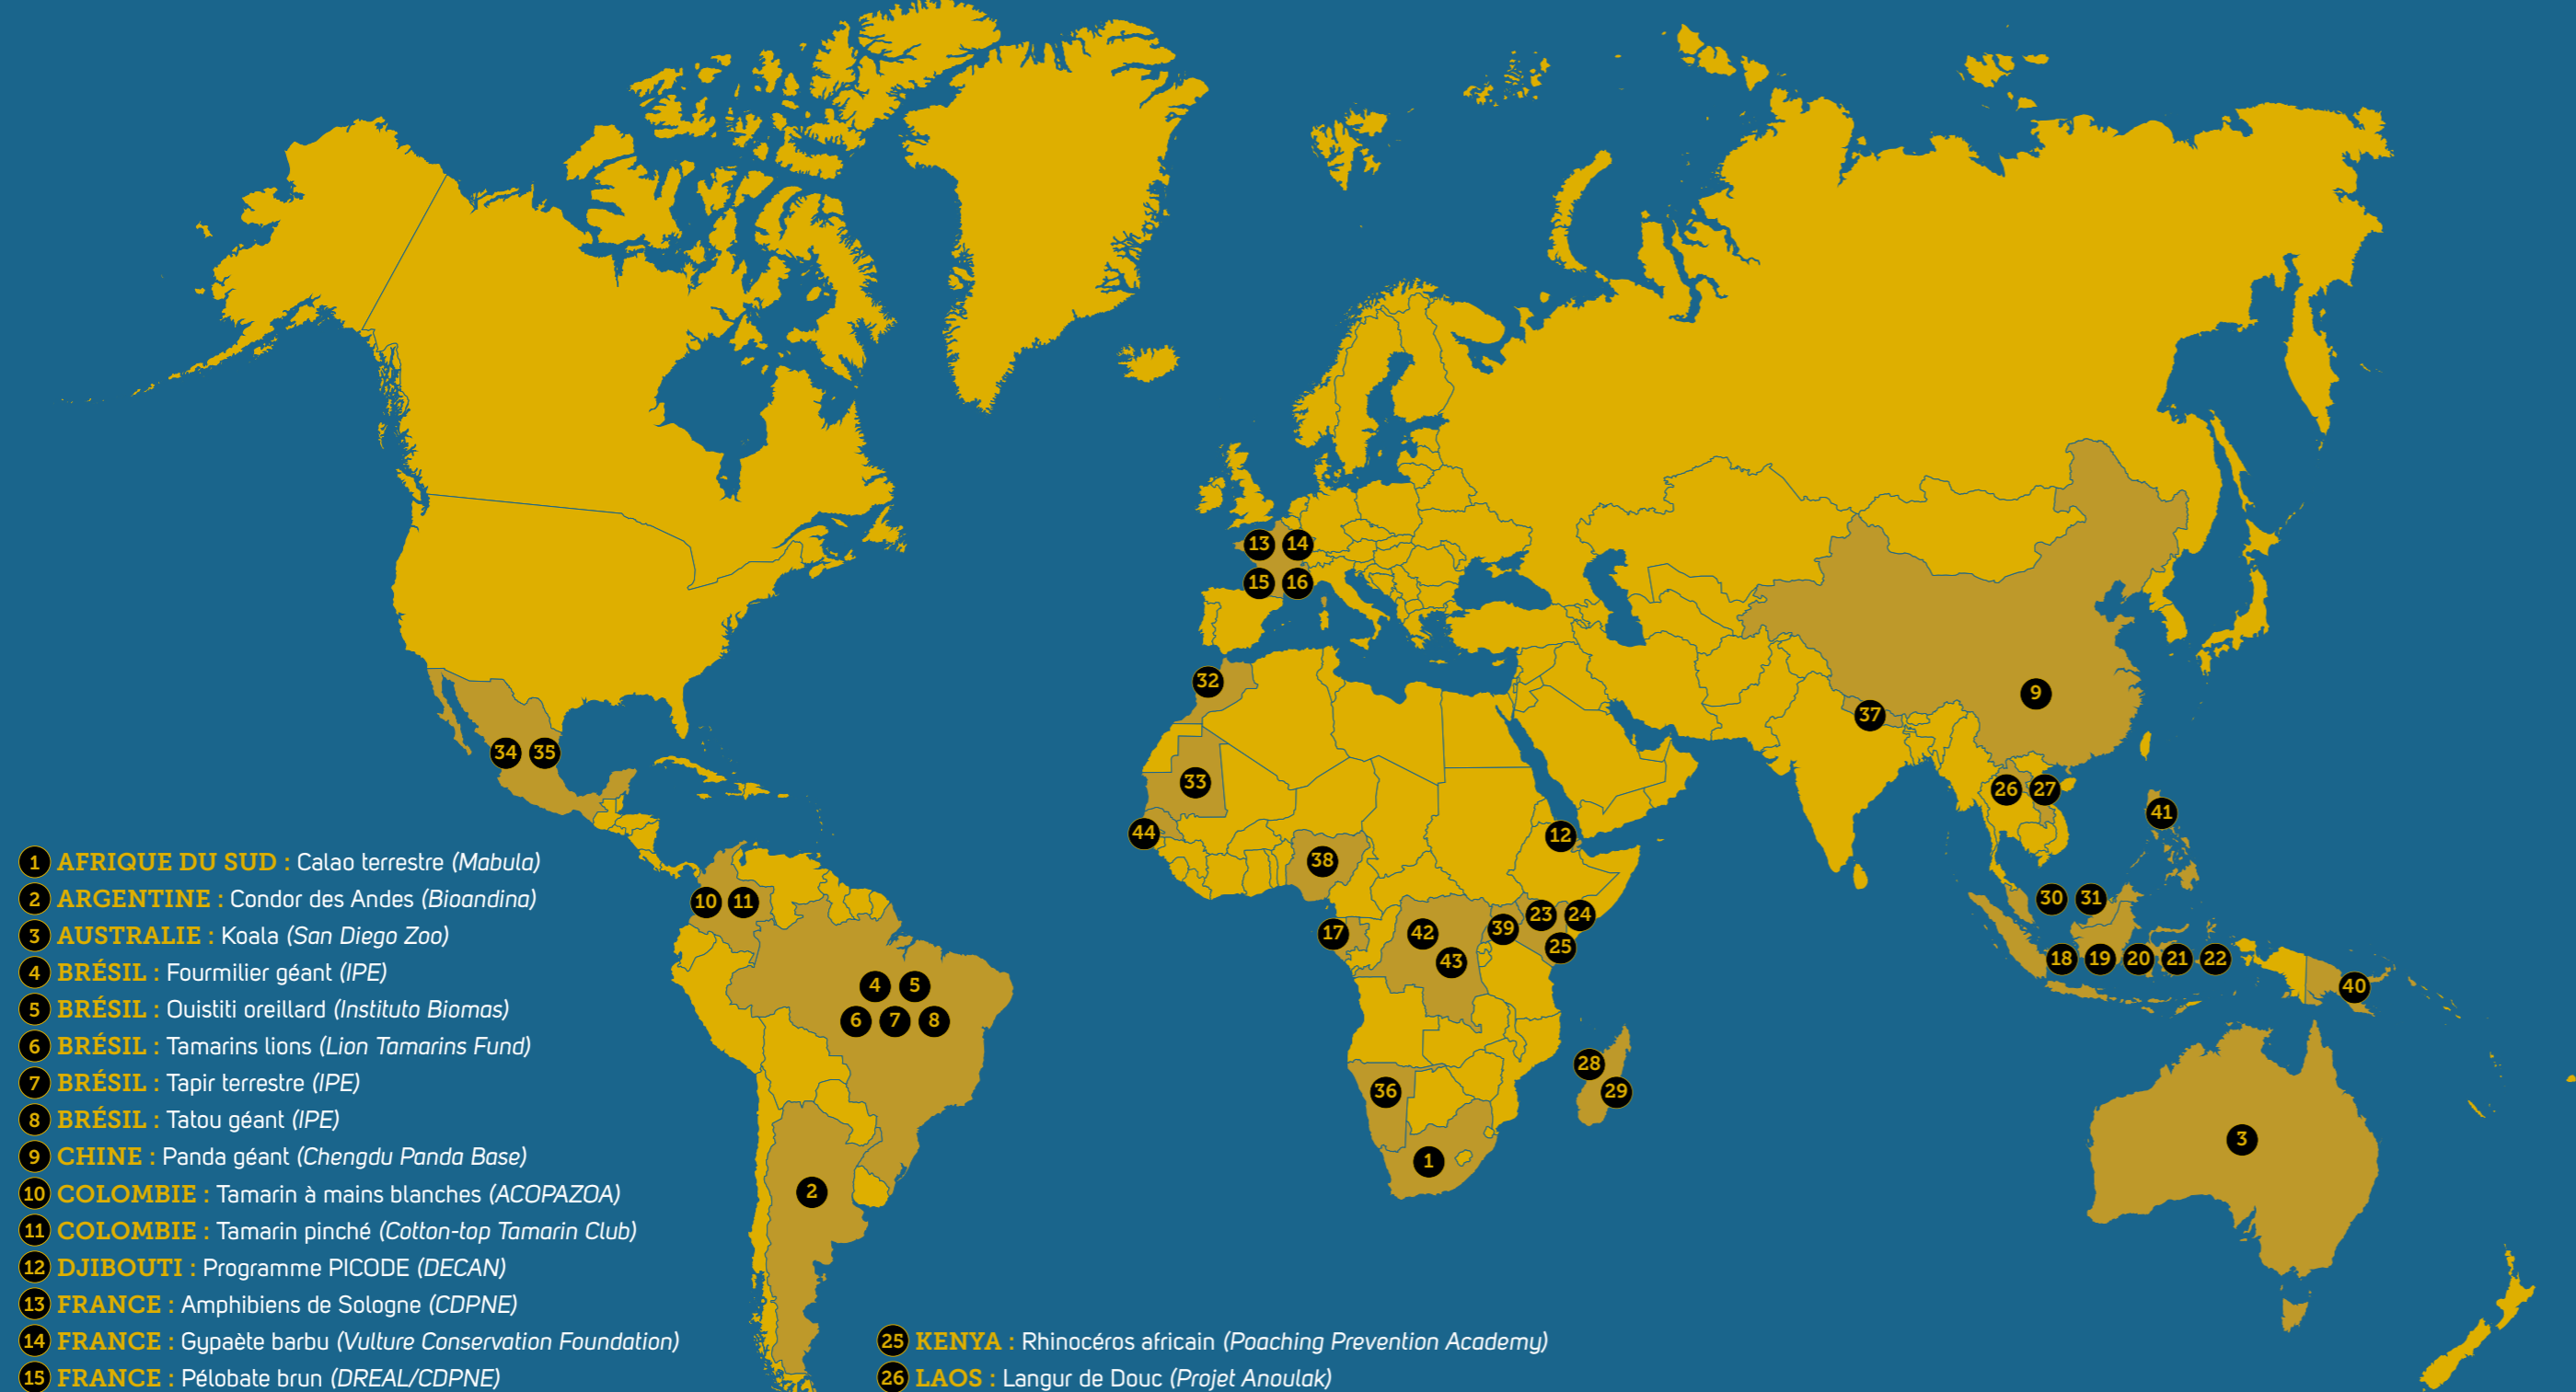 13 14
15 16
32
9
37
34 35
33
26 27
41
44
12
38
30 31
10 11
23 24
39
17 42
25
43
18 19 20 21 22
4 5
40
6 7 8
28
36 29
3
1
2
1 AFRIQUE DU SUD : Calao terrestre (Mabula)
2 ARGENTINE : Condor des Andes (Bioandina)
3 AUSTRALIE : Koala (San Diego Zoo)
4 BRÉSIL : Fourmilier géant (IPE)
5 BRÉSIL : Ouistiti oreillard (Instituto Biomas)
6 BRÉSIL : Tamarins lions (Lion Tamarins Fund)
7 BRÉSIL : Tapir terrestre (IPE)
8 BRÉSIL : Tatou géant (IPE)
9 CHINE : Panda géant (Chengdu Panda Base)
10 COLOMBIE : Tamarin à mains blanches (ACOPAZOA)
11 COLOMBIE : Tamarin pinché (Cotton-top Tamarin Club)
12 DJIBOUTI : Programme PICODE (DECAN)
13 FRANCE : Amphibiens de Sologne (CDPNE)
14 FRANCE : Gypaète barbu (Vulture Conservation Foundation)
15 FRANCE : Pélobate brun (DREAL/CDPNE)
25 KENYA : Rhinocéros africain (Poaching Prevention Academy)
26 LAOS : Langur de Douc (Projet Anoulak)